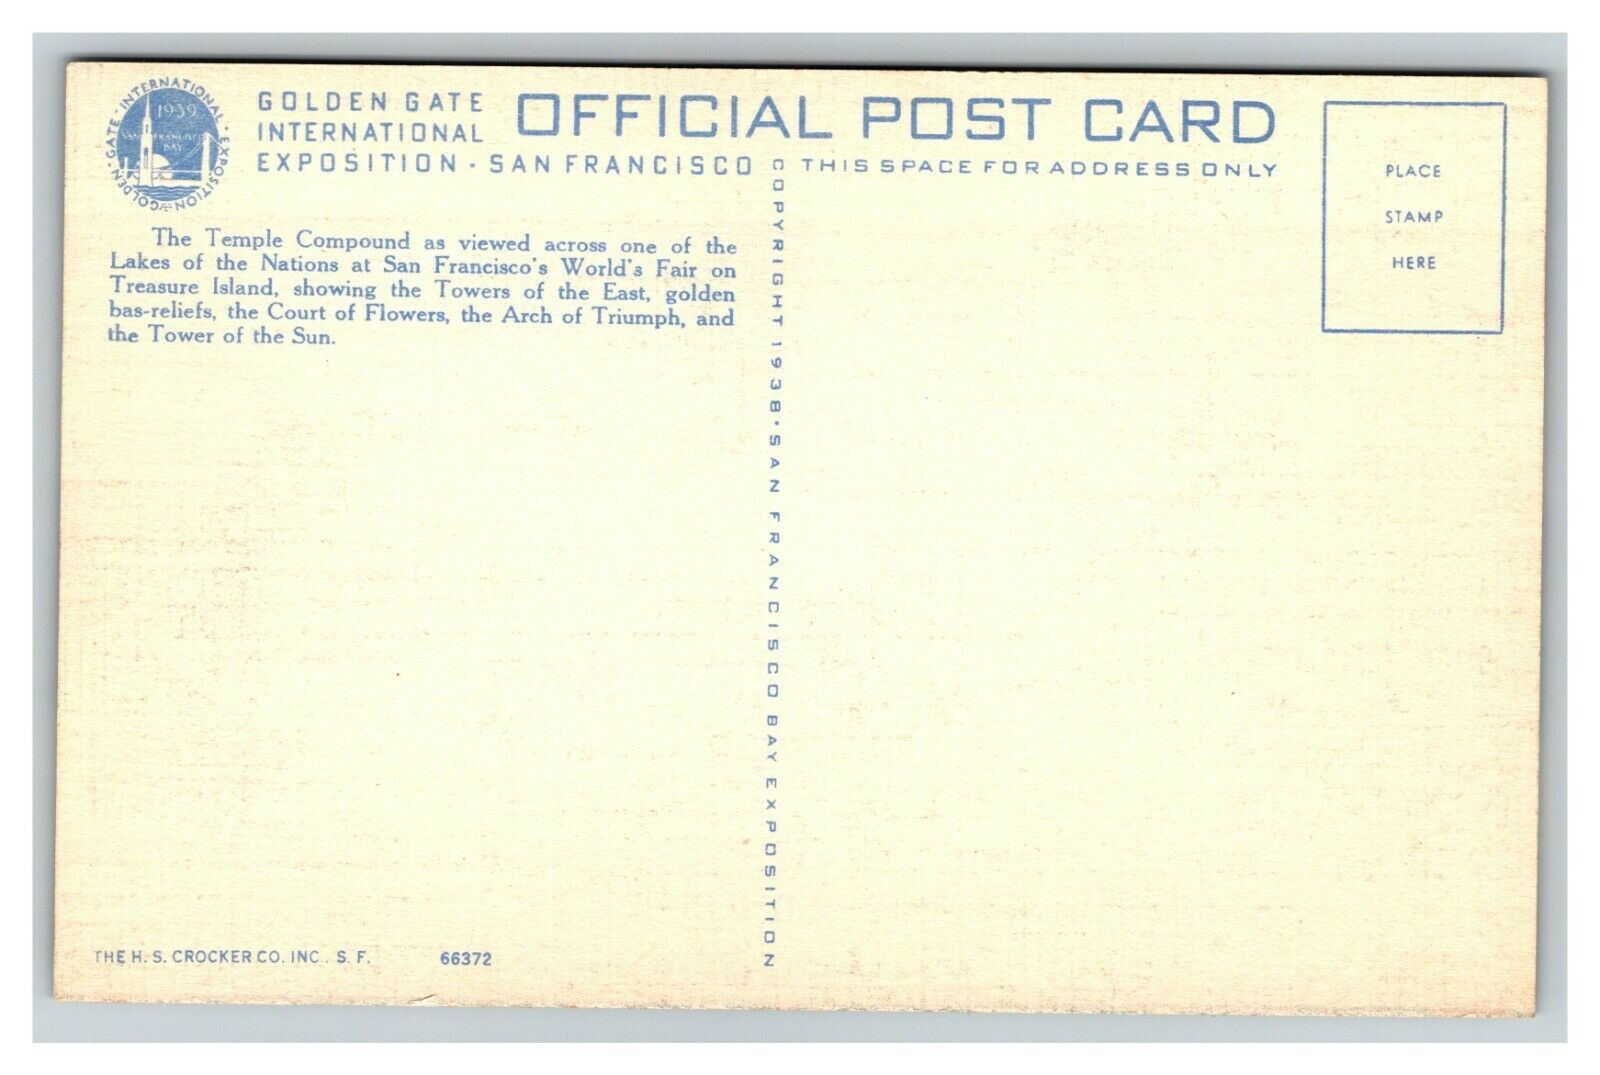 GOLDEN GATE · INTERNATIONAL · EXPOSITION
1939
SAN FRANCISCO
BAY
GOLDEN GATE
INTERNATIONAL
EXPOSITION · SAN FRANCISCO
OFFICIAL POST CARD
THIS SPACE FOR ADDRESS ONLY
PLACE
STAMP
HERE
The Temple Compound as viewed across one of the
Lakes of the Nations at San Francisco's World's Fair on
Treasure Island, showing the Towers of the East, golden
bas-reliefs, the Court of Flowers, the Arch of Triumph, and
the Tower of the Sun.
COPYRIGHT 1938 · SAN FRANCISCO BAY EXPOSITION
THE H. S. CROCKER CO. INC. S. F. 66372